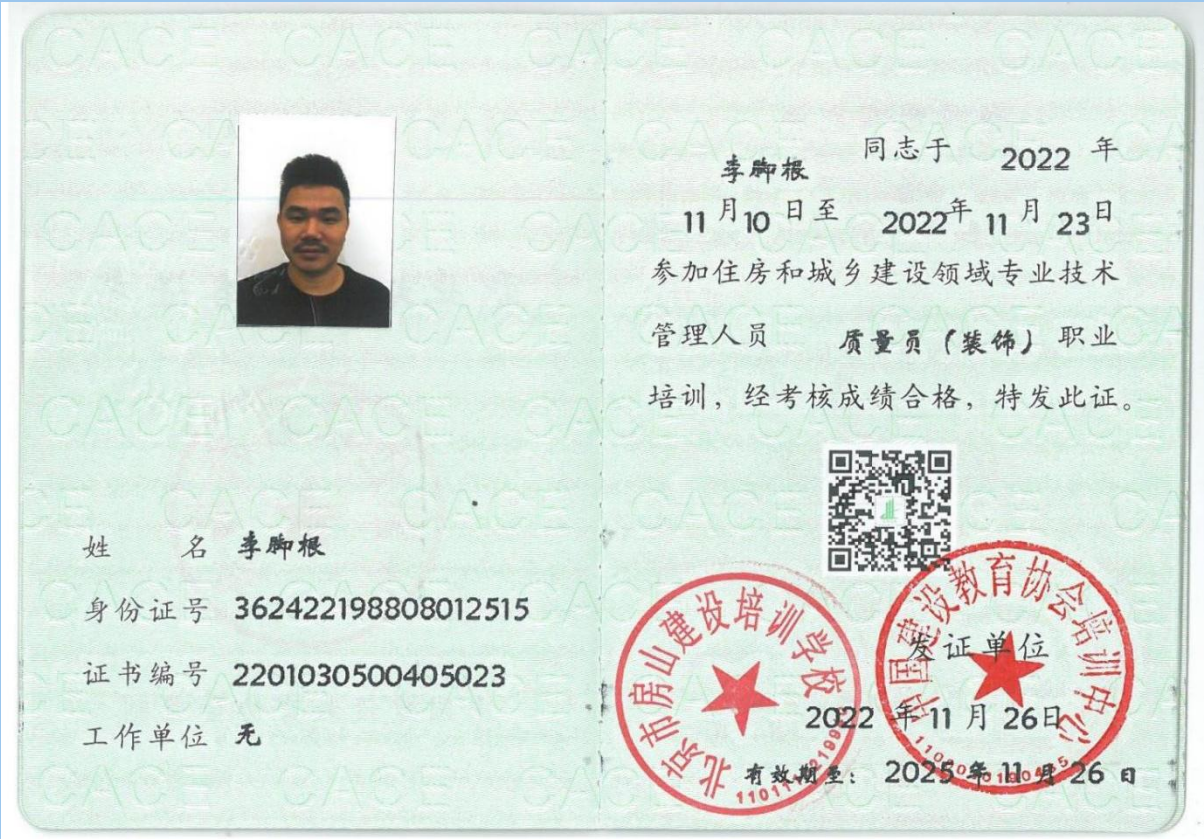 姓 名 李脚根
身份证号 362422198808012515
证书编号 2201030500405023
工作单位 无
李脚根 同志于 2022 年
11 月 10 日至 2022 年 11 月 23 日
参加住房和城乡建设领域专业技术
管理人员 质量员（装饰）职业
培训，经考核成绩合格，特发此证。
北京市房山建设培训学校
中国建设教育协会培训中心
发证单位
2022 年 11 月 26 日
有效期至： 2025 年 11 月 26 日
CACE